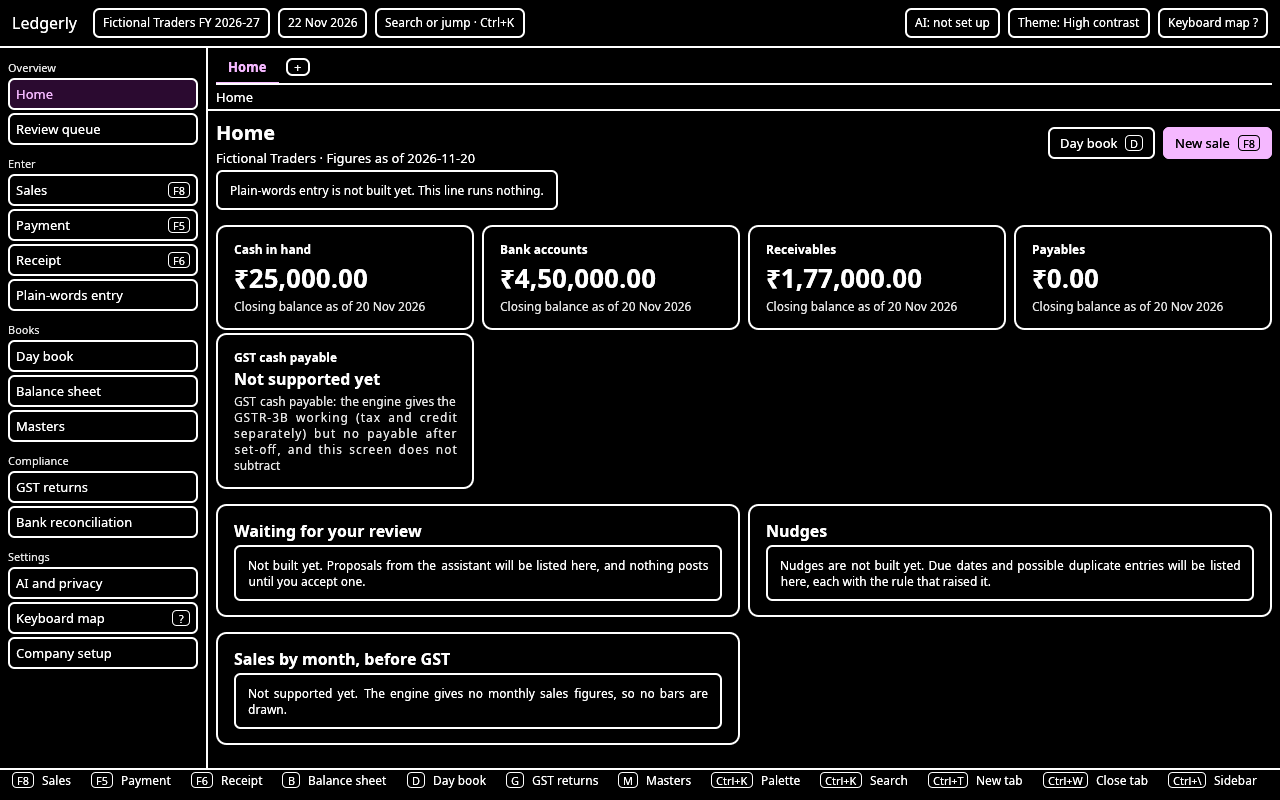 Ledgerly
Fictional Traders FY 2026-27
22 Nov 2026
Search or jump · Ctrl+K
AI: not set up
Theme: High contrast
Keyboard map ?
Overview
Home
Review queue
Enter
Sales F8
Payment F5
Receipt F6
Plain-words entry
Books
Day book
Balance sheet
Masters
Compliance
GST returns
Bank reconciliation
Settings
AI and privacy
Keyboard map ?
Company setup
Home +
Home
Home
Fictional Traders · Figures as of 2026-11-20
Day book D
New sale F8
Plain-words entry is not built yet. This line runs nothing.
Cash in hand
₹25,000.00
Closing balance as of 20 Nov 2026
Bank accounts
₹4,50,000.00
Closing balance as of 20 Nov 2026
Receivables
₹1,77,000.00
Closing balance as of 20 Nov 2026
Payables
₹0.00
Closing balance as of 20 Nov 2026
GST cash payable
Not supported yet
GST cash payable: the engine gives the
GSTR-3B working (tax and credit
separately) but no payable after
set-off, and this screen does not
subtract
Waiting for your review
Not built yet. Proposals from the assistant will be listed here, and nothing posts
until you accept one.
Nudges
Nudges are not built yet. Due dates and possible duplicate entries will be listed
here, each with the rule that raised it.
Sales by month, before GST
Not supported yet. The engine gives no monthly sales figures, so no bars are
drawn.
F8 Sales F5 Payment F6 Receipt B Balance sheet D Day book G GST returns M Masters Ctrl+K Palette Ctrl+K Search Ctrl+T New tab Ctrl+W Close tab Ctrl+\ Sidebar